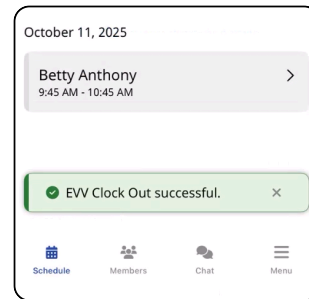 October 11, 2025
Betty Anthony
9:45 AM - 10:45 AM
EVV Clock Out successful.
Schedule
Members
Chat
Menu